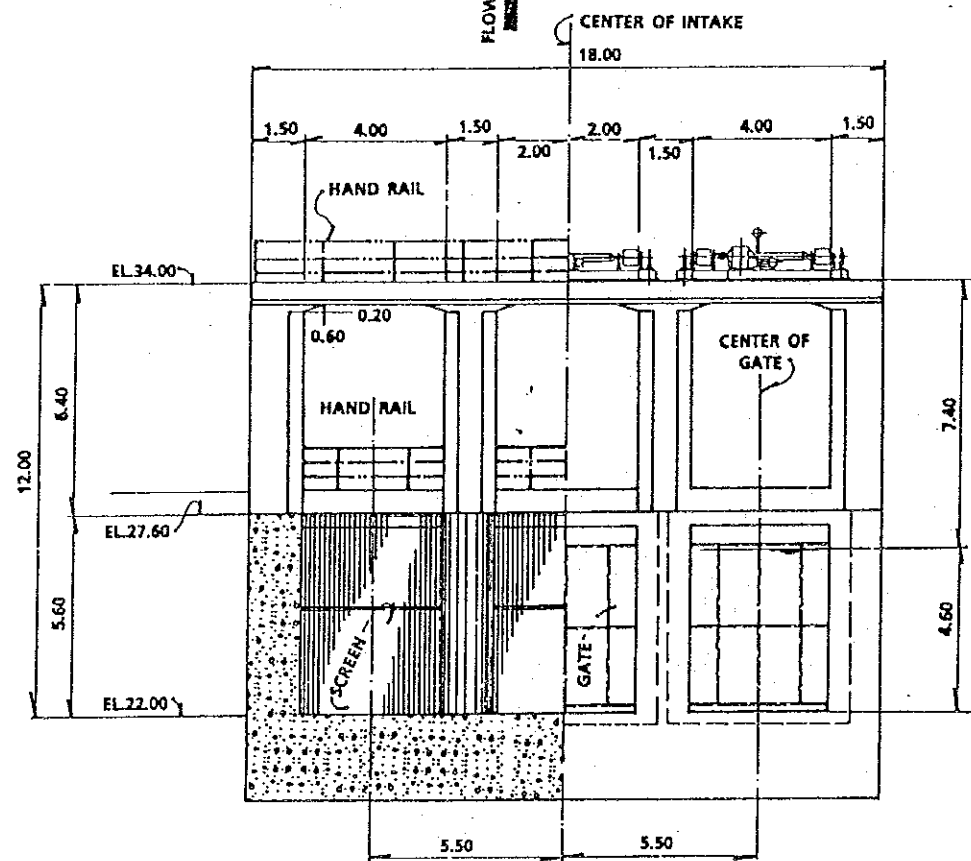 FLOW
CENTER OF INTAKE
18.00
1.50
4.00
1.50
2.00
2.00
1.50
4.00
1.50
HAND RAIL
EL.34.00
0.20
0.60
CENTER OF
GATE
HAND RAIL
6.40
7.40
12.00
EL.27.60
5.60
SCREEN
GATE
4.60
EL.22.00
5.50
5.50